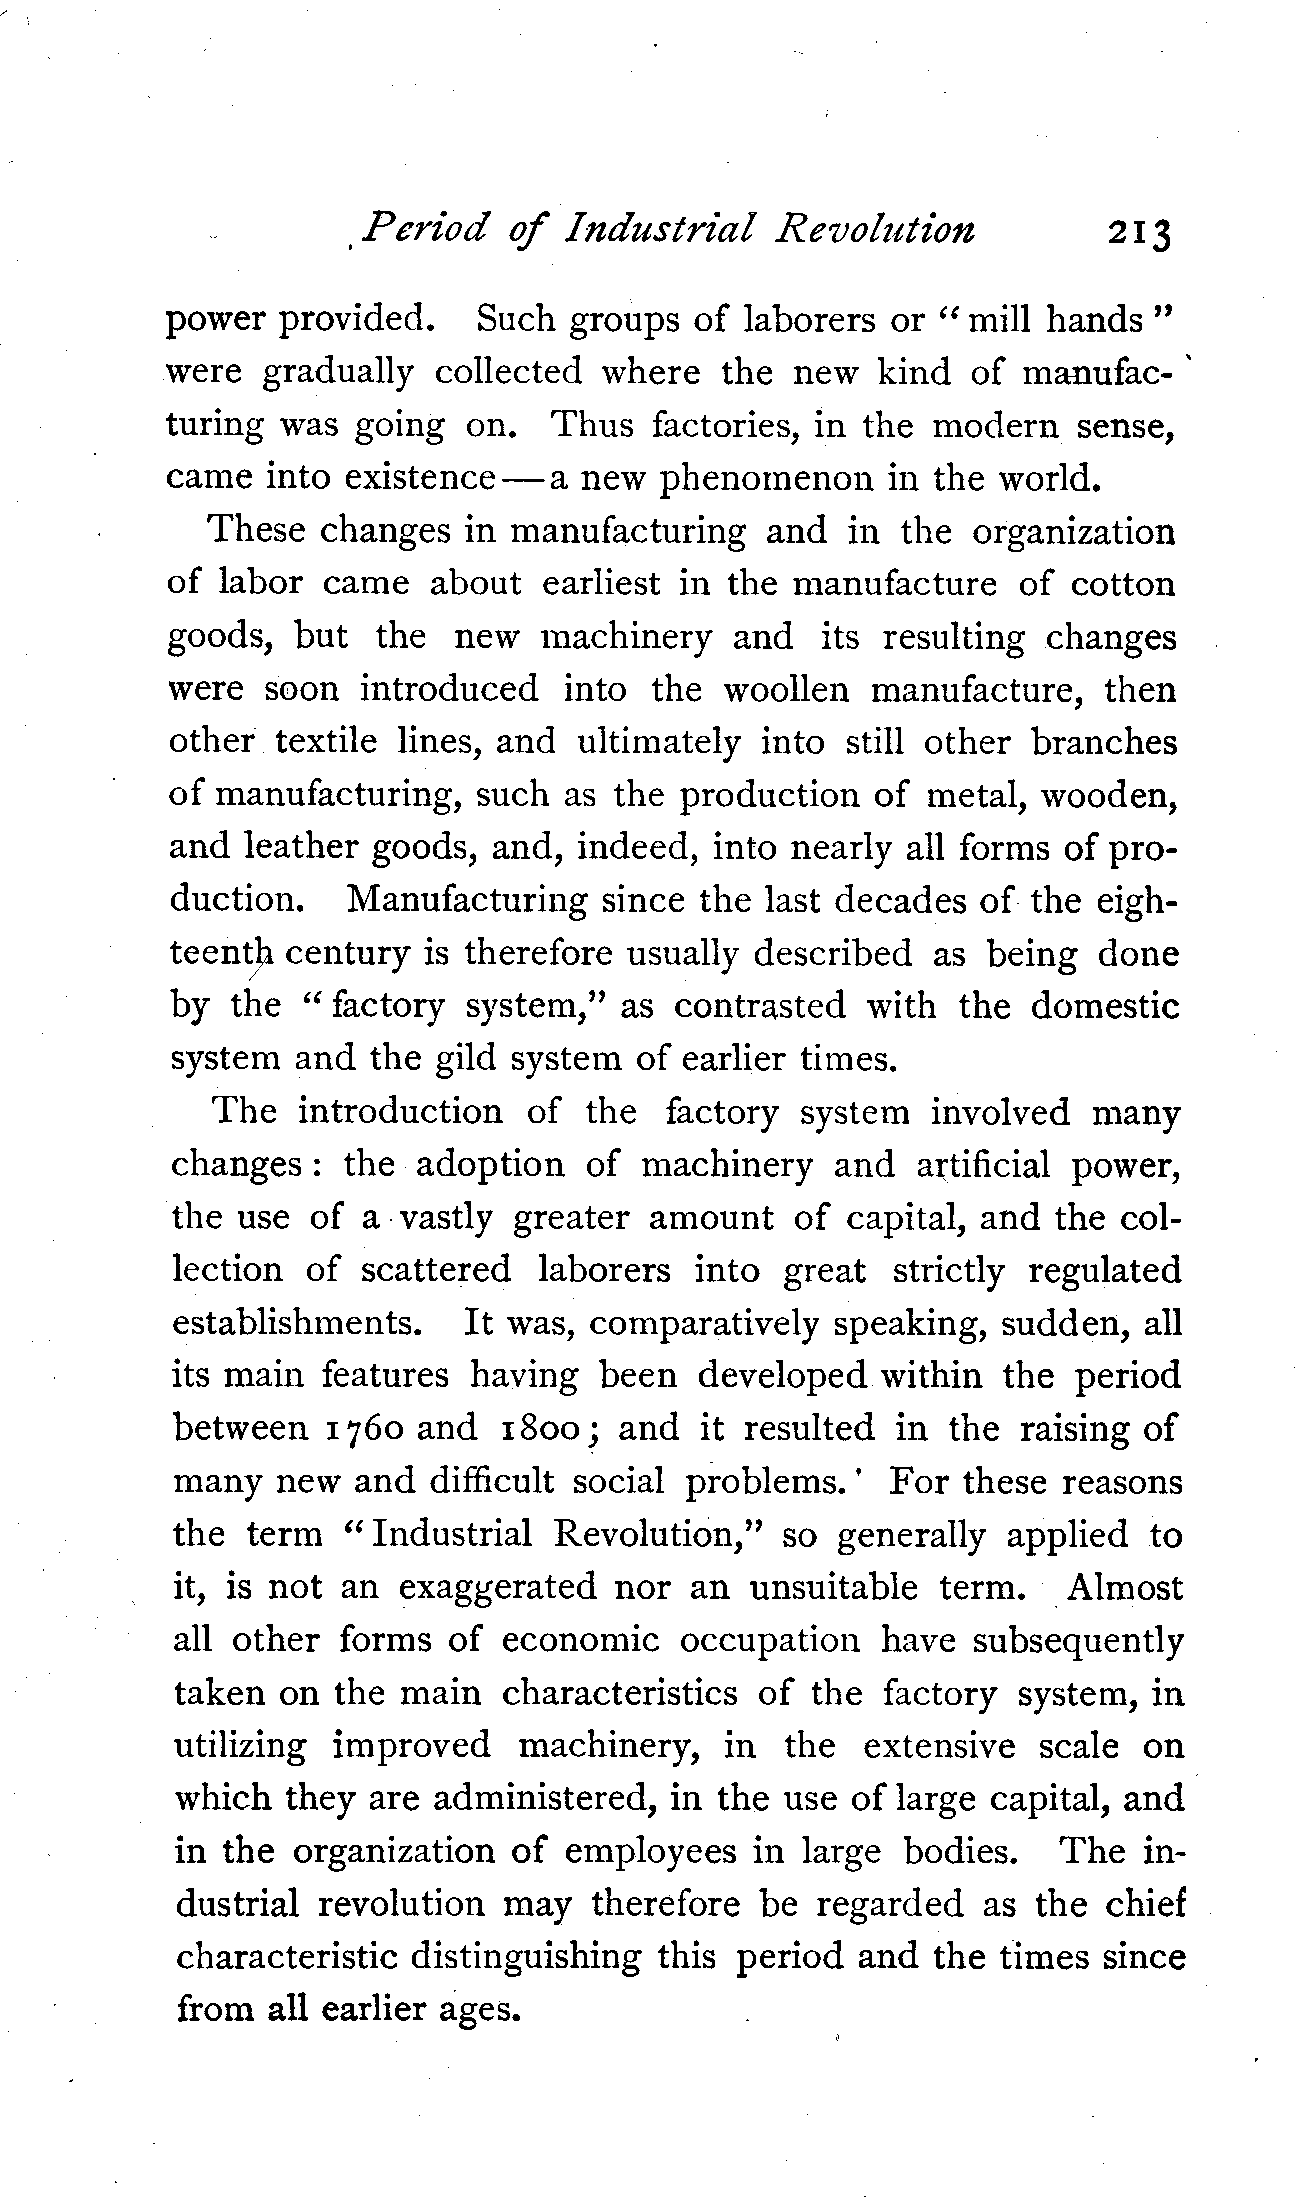 Period of Industrial Revolution 213
power provided. Such groups of laborers or “ mill hands ”
were gradually collected where the new kind of manufac-
turing was going on. Thus factories, in the modern sense,
came into existence—a new phenomenon in the world.
These changes in manufacturing and in the organization
of labor came about earliest in the manufacture of cotton
goods, but the new machinery and its resulting changes
were soon introduced into the woollen manufacture, then
other textile lines, and ultimately into still other branches
of manufacturing, such as the production of metal, wooden,
and leather goods, and, indeed, into nearly all forms of pro-
duction. Manufacturing since the last decades of the eigh-
teenth century is therefore usually described as being done
by the “ factory system,” as contrasted with the domestic
system and the gild system of earlier times.
The introduction of the factory system involved many
changes : the adoption of machinery and artificial power,
the use of a vastly greater amount of capital, and the col-
lection of scattered laborers into great strictly regulated
establishments. It was, comparatively speaking, sudden, all
its main features having been developed within the period
between 1760 and 1800; and it resulted in the raising of
many new and difficult social problems. For these reasons
the term “ Industrial Revolution,” so generally applied to
it, is not an exaggerated nor an unsuitable term. Almost
all other forms of economic occupation have subsequently
taken on the main characteristics of the factory system, in
utilizing improved machinery, in the extensive scale on
which they are administered, in the use of large capital, and
in the organization of employees in large bodies. The in-
dustrial revolution may therefore be regarded as the chief
characteristic distinguishing this period and the times since
from all earlier ages.